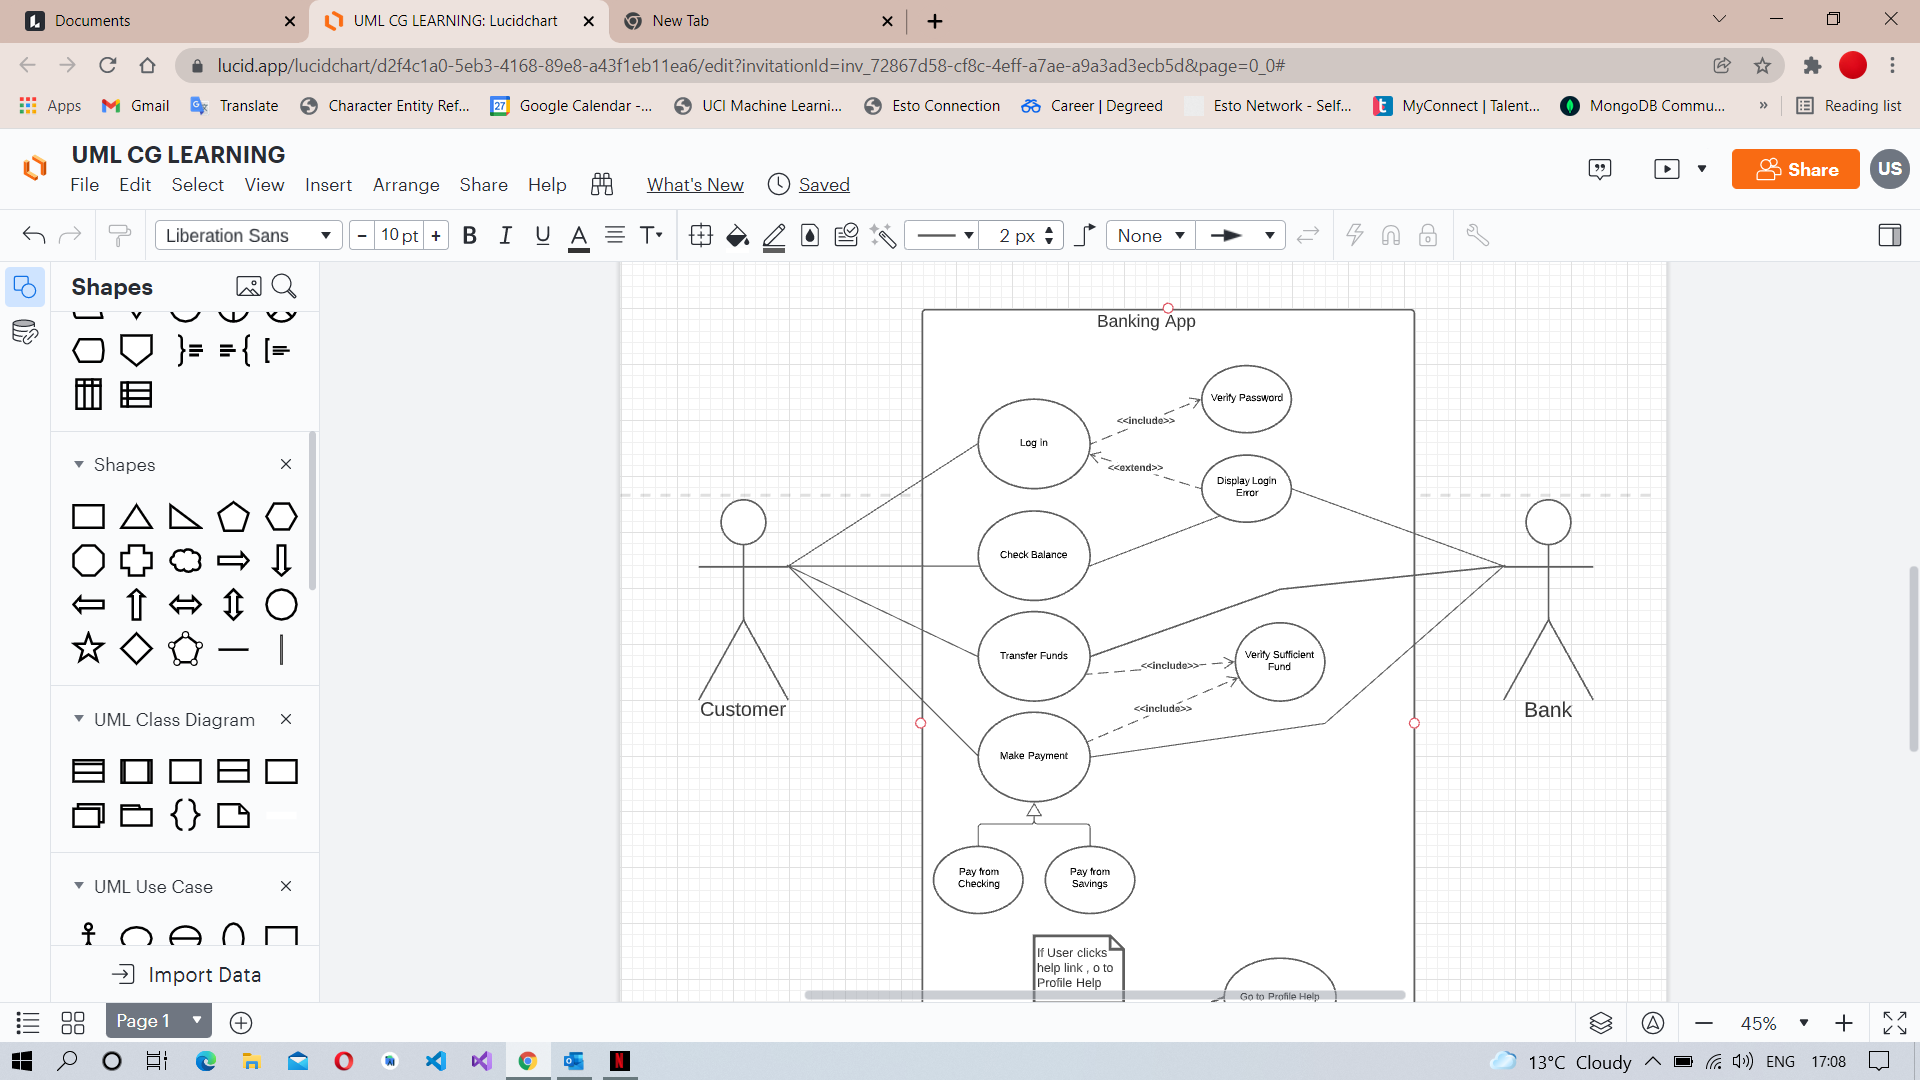 Documents
UML CG LEARNING: Lucidchart
New Tab
lucid.app/lucidchart/d2f4c1a0-5eb3-4168-89e8-a43f1eb11ea6/edit?invitationId=inv_72867d58-cf8c-4eff-a7ae-a9a3ad3ecb5d&page=0_0#
Apps
Gmail
Translate
Character Entity Ref...
27
Google Calendar -...
UCI Machine Learni...
Esto Connection
Career | Degreed
Esto Network - Self...
MyConnect | Talent...
MongoDB Commu...
»
Reading list
UML CG LEARNING
File Edit Select View Insert Arrange Share Help What's New Saved
Share
US
Liberation Sans
- 10 pt +
B I U A T
2 px
None
Shapes
Shapes
UML Class Diagram
UML Use Case
Import Data
Banking App
Verify Password
<<include>>
Log in
<<extend>>
Display Login
Error
Check Balance
Transfer Funds
<<include>>
Verify Sufficient
Fund
<<include>>
Make Payment
Customer
Bank
Pay from
Checking
Pay from
Savings
If User clicks
help link , o to
Profile Help
Go to Profile Help
Page 1
45%
13°C Cloudy
ENG
17:08